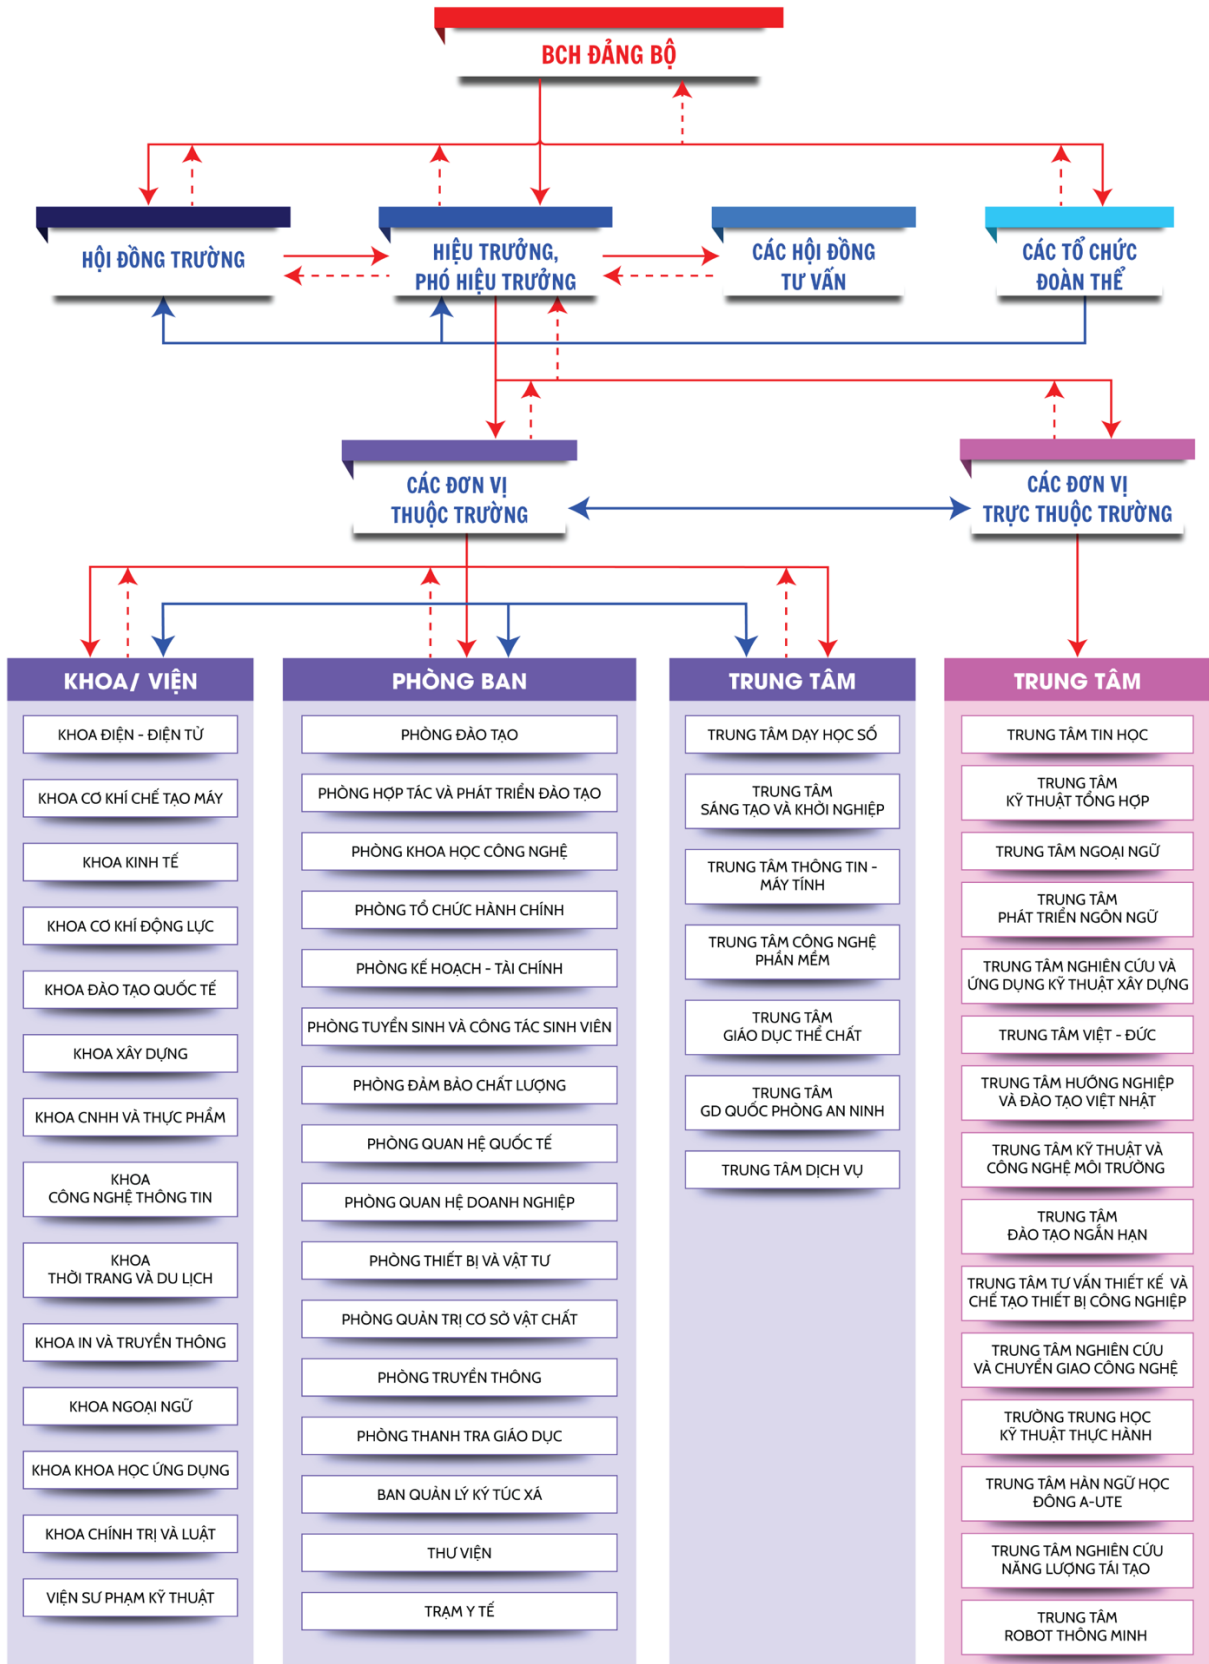 BCH ĐẢNG BỘ
HỘI ĐỒNG TRƯỜNG
HIỆU TRƯỞNG,
PHÓ HIỆU TRƯỞNG
CÁC HỘI ĐỒNG
TƯ VẤN
CÁC TỔ CHỨC
ĐOÀN THỂ
CÁC ĐƠN VỊ
THUỘC TRƯỜNG
CÁC ĐƠN VỊ
TRỰC THUỘC TRƯỜNG
KHOA/ VIỆN
KHOA ĐIỆN - ĐIỆN TỬ
KHOA CƠ KHÍ CHẾ TẠO MÁY
KHOA KINH TẾ
KHOA CƠ KHÍ ĐỘNG LỰC
KHOA ĐÀO TẠO QUỐC TẾ
KHOA XÂY DỰNG
KHOA CNHH VÀ THỰC PHẨM
KHOA
CÔNG NGHỆ THÔNG TIN
KHOA
THỜI TRANG VÀ DU LỊCH
KHOA IN VÀ TRUYỀN THÔNG
KHOA NGOẠI NGỮ
KHOA KHOA HỌC ỨNG DỤNG
KHOA CHÍNH TRỊ VÀ LUẬT
VIỆN SƯ PHẠM KỸ THUẬT
PHÒNG BAN
PHÒNG ĐÀO TẠO
PHÒNG HỢP TÁC VÀ PHÁT TRIỂN ĐÀO TẠO
PHÒNG KHOA HỌC CÔNG NGHỆ
PHÒNG TỔ CHỨC HÀNH CHÍNH
PHÒNG KẾ HOẠCH - TÀI CHÍNH
PHÒNG TUYỂN SINH VÀ CÔNG TÁC SINH VIÊN
PHÒNG ĐẢM BẢO CHẤT LƯỢNG
PHÒNG QUAN HỆ QUỐC TẾ
PHÒNG QUAN HỆ DOANH NGHIỆP
PHÒNG THIẾT BỊ VÀ VẬT TƯ
PHÒNG QUẢN TRỊ CƠ SỞ VẬT CHẤT
PHÒNG TRUYỀN THÔNG
PHÒNG THANH TRA GIÁO DỤC
BAN QUẢN LÝ KÝ TÚC XÁ
THƯ VIỆN
TRẠM Y TẾ
TRUNG TÂM
TRUNG TÂM DẠY HỌC SỐ
TRUNG TÂM
SÁNG TẠO VÀ KHỞI NGHIỆP
TRUNG TÂM THÔNG TIN -
MÁY TÍNH
TRUNG TÂM CÔNG NGHỆ
PHẦN MỀM
TRUNG TÂM
GIÁO DỤC THỂ CHẤT
TRUNG TÂM
GD QUỐC PHÒNG AN NINH
TRUNG TÂM DỊCH VỤ
TRUNG TÂM
TRUNG TÂM TIN HỌC
TRUNG TÂM
KỸ THUẬT TỔNG HỢP
TRUNG TÂM NGOẠI NGỮ
TRUNG TÂM
PHÁT TRIỂN NGÔN NGỮ
TRUNG TÂM NGHIÊN CỨU VÀ
ỨNG DỤNG KỸ THUẬT XÂY DỰNG
TRUNG TÂM VIỆT - ĐỨC
TRUNG TÂM HƯỚNG NGHIỆP
VÀ ĐÀO TẠO VIỆT NHẬT
TRUNG TÂM KỸ THUẬT VÀ
CÔNG NGHỆ MÔI TRƯỜNG
TRUNG TÂM
ĐÀO TẠO NGẮN HẠN
TRUNG TÂM TƯ VẤN THIẾT KẾ VÀ
CHẾ TẠO THIẾT BỊ CÔNG NGHIỆP
TRUNG TÂM NGHIÊN CỨU
VÀ CHUYỂN GIAO CÔNG NGHỆ
TRƯỜNG TRUNG HỌC
KỸ THUẬT THỰC HÀNH
TRUNG TÂM HÀN NGỮ HỌC
ĐÔNG A-UTE
TRUNG TÂM NGHIÊN CỨU
NĂNG LƯỢNG TÁI TẠO
TRUNG TÂM
ROBOT THÔNG MINH